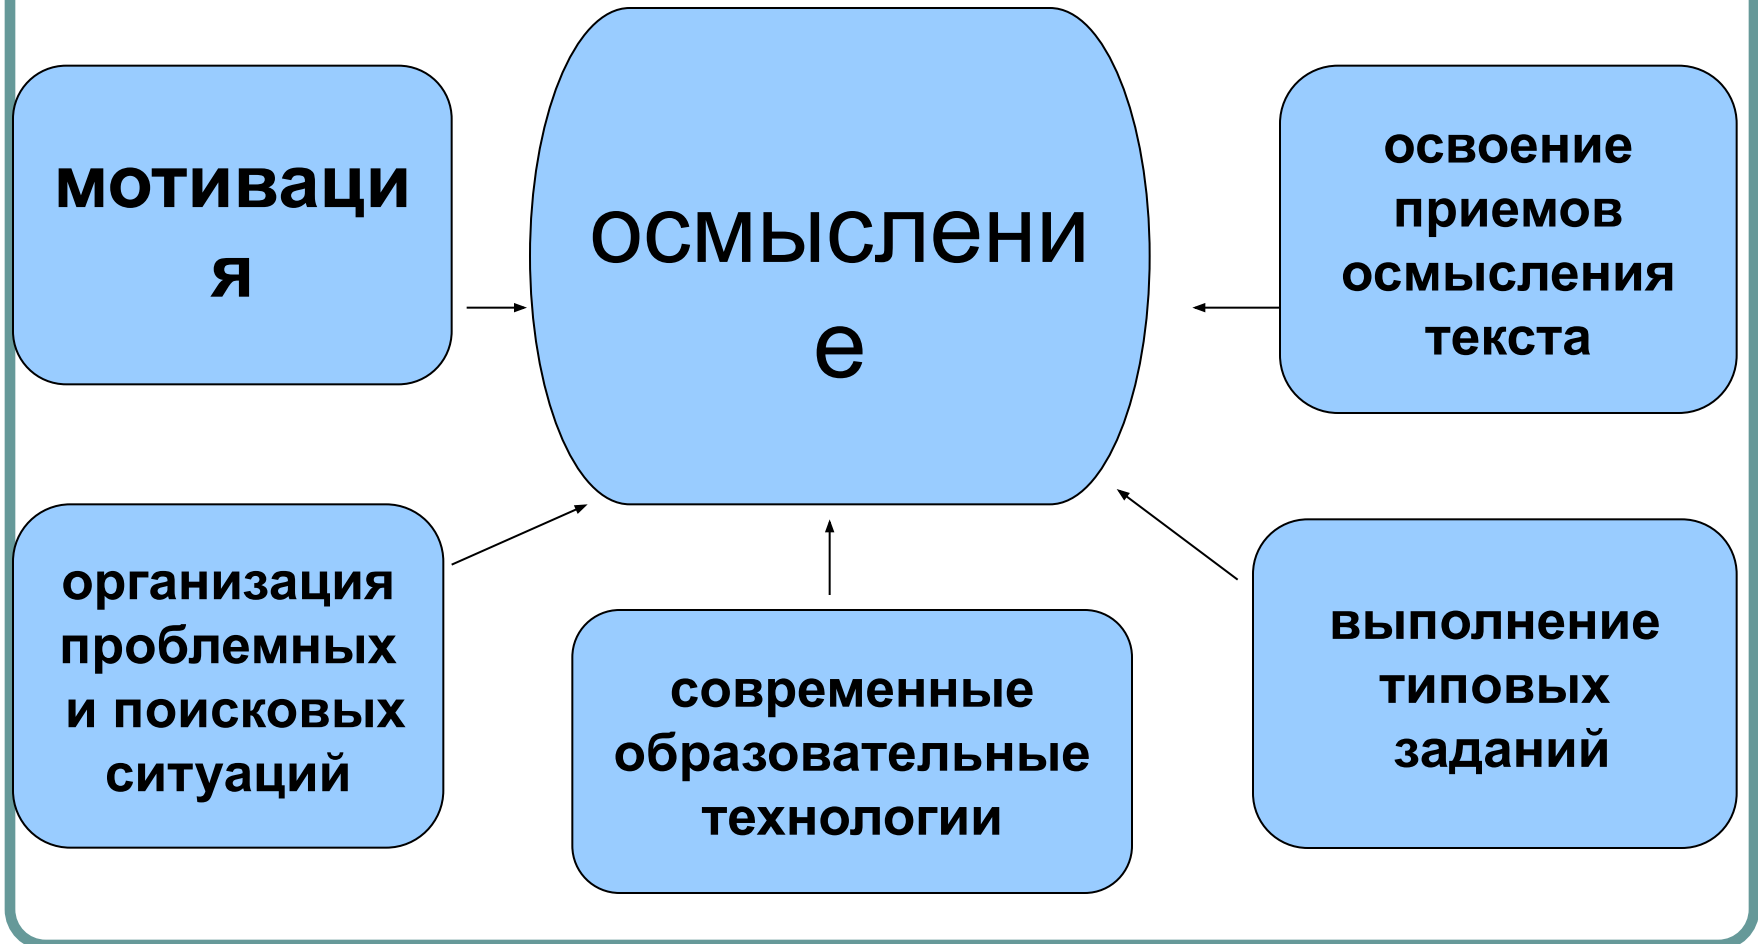 мотиваци
я
осмыслени
е
освоение
приемов
осмысления
текста
организация
проблемных
и поисковых
ситуаций
современные
образовательные
технологии
выполнение
типовых
заданий